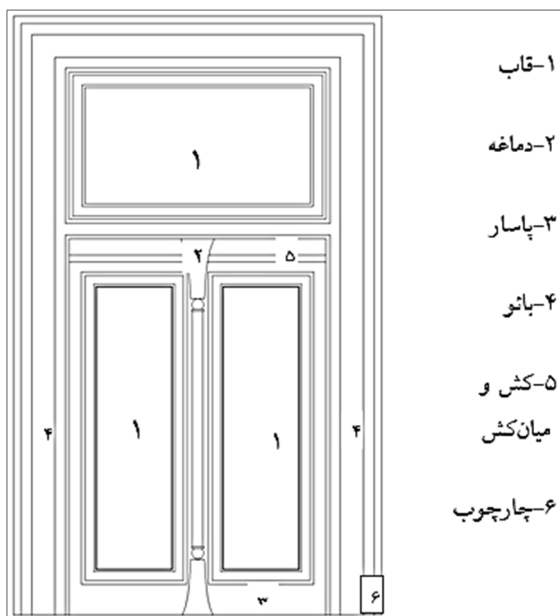 ۱-قاب
۲-دماغه
۳-پاسار
۴-بائو
۵-کش و
میان‌کش
۶-چارچوب
۱
۲
۵
۴
۱
۱
۴
۳
۶